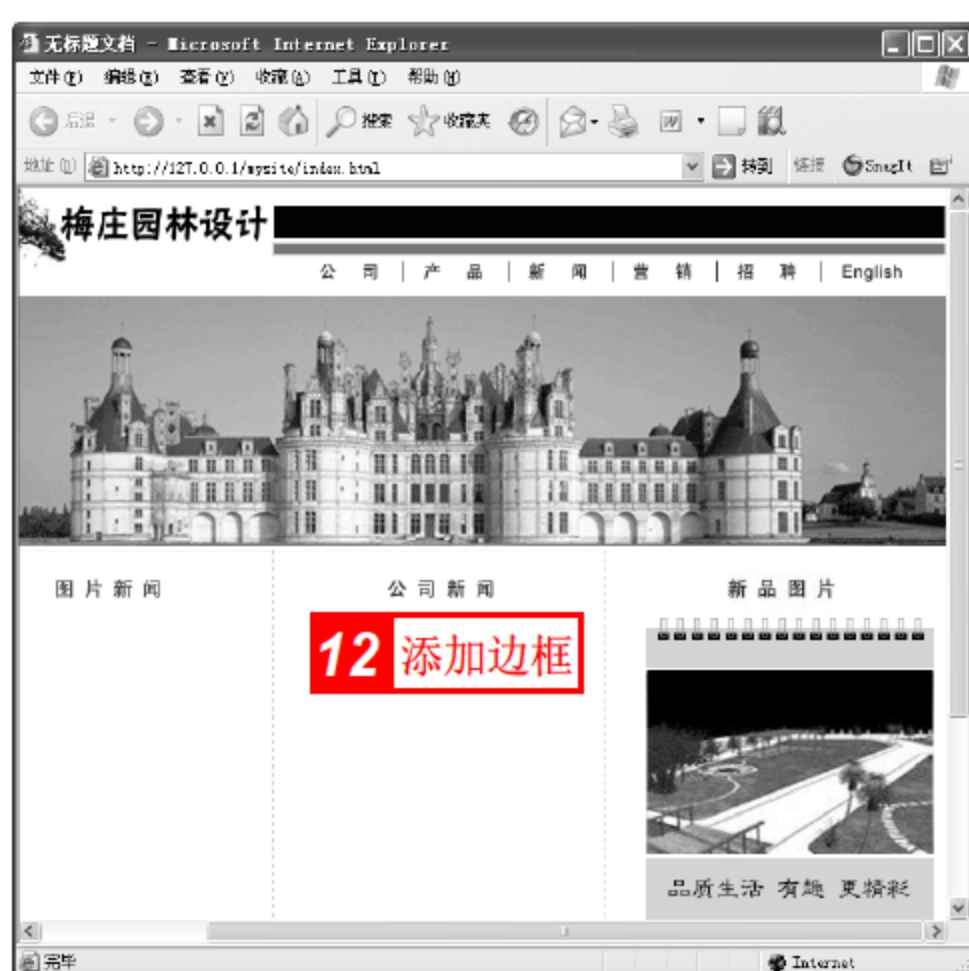 无标题文档 - Microsoft Internet Explorer
文件(F) 编辑(E) 查看(V) 收藏(A) 工具(T) 帮助(H)
后退 搜索 收藏夹
地址(D) http://127.0.0.1/mysite/index.html 转到 链接 SnagIt
梅庄园林设计
公 司 | 产 品 | 新 闻 | 营 销 | 招 聘 | English
图片新闻 公司新闻 新品图片
12 添加边框
品质生活 有趣 更精彩
完毕 Internet